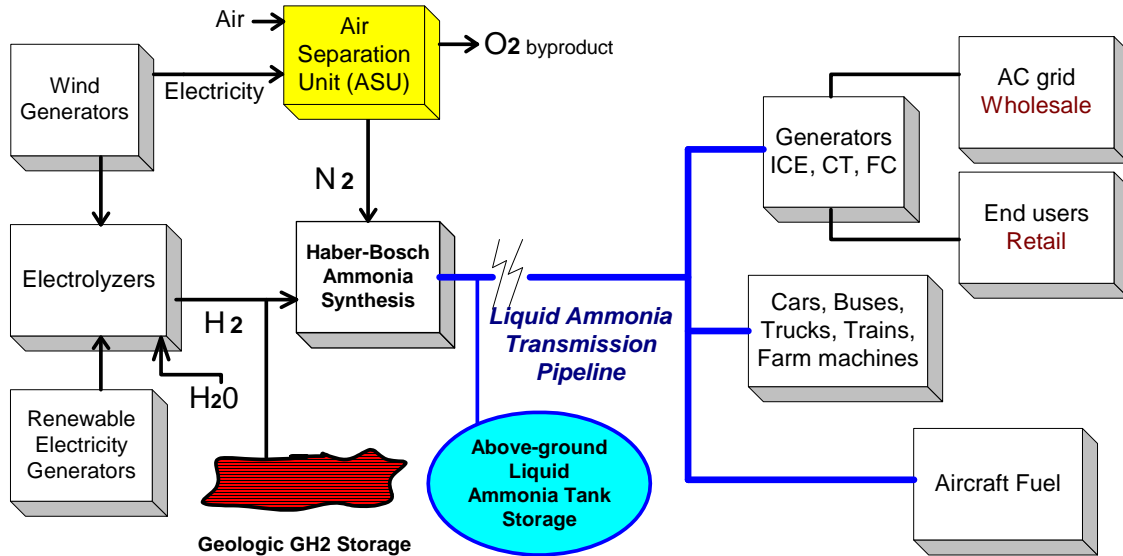 Air
Air
Separation
Unit (ASU)
O2 byproduct
Wind
Generators
Electricity
N2
Electrolyzers
H2
H20
Renewable
Electricity
Generators
Geologic GH2 Storage
Haber-Bosch
Ammonia
Synthesis
Liquid Ammonia
Transmission
Pipeline
Above-ground
Liquid
Ammonia Tank
Storage
Generators
ICE, CT, FC
AC grid
Wholesale
End users
Retail
Cars, Buses,
Trucks, Trains,
Farm machines
Aircraft Fuel